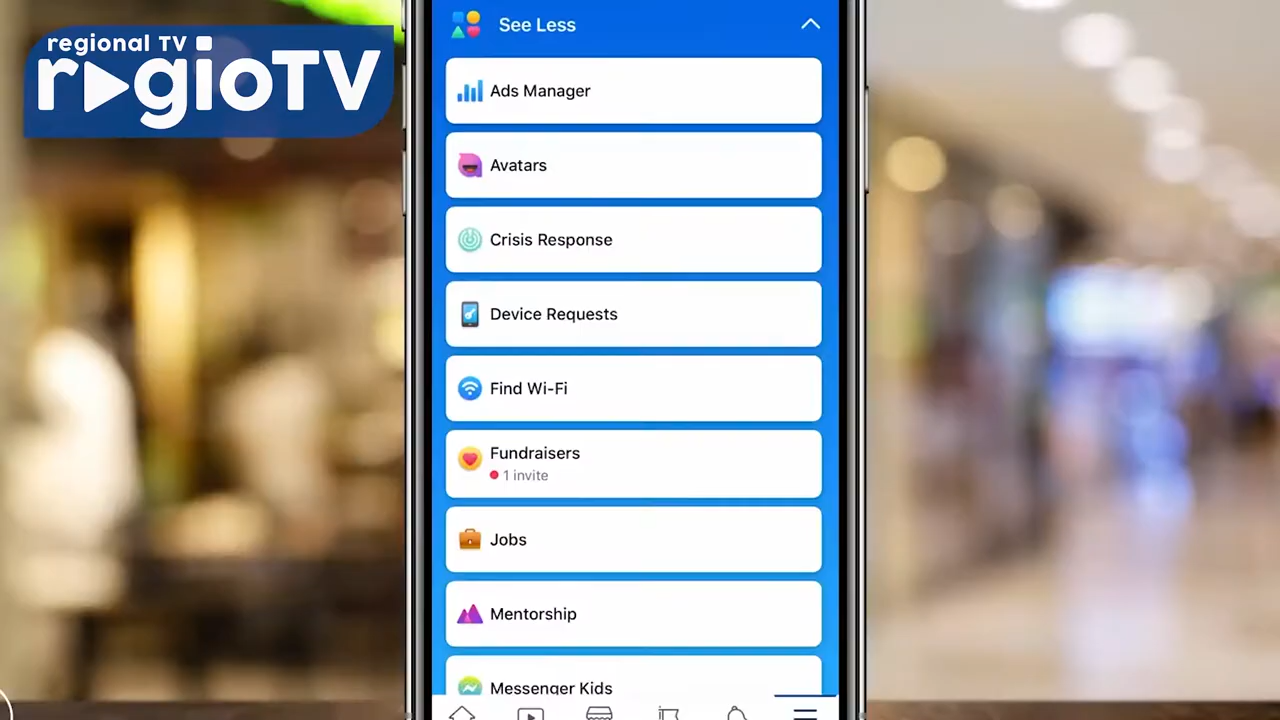 regional TV
regioTV
See Less
Ads Manager
Avatars
Crisis Response
Device Requests
Find Wi-Fi
Fundraisers
1 invite
Jobs
Mentorship
Messenger Kids